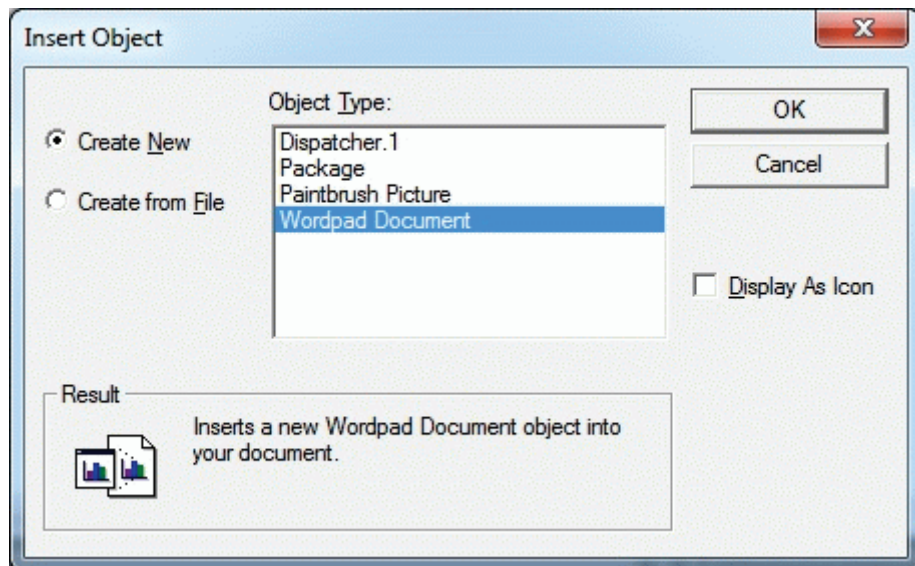 Insert Object
Object Type:
Create New
Create from File
Dispatcher.1
Package
Paintbrush Picture
Wordpad Document
OK
Cancel
Display As Icon
Result
Inserts a new Wordpad Document object into
your document.